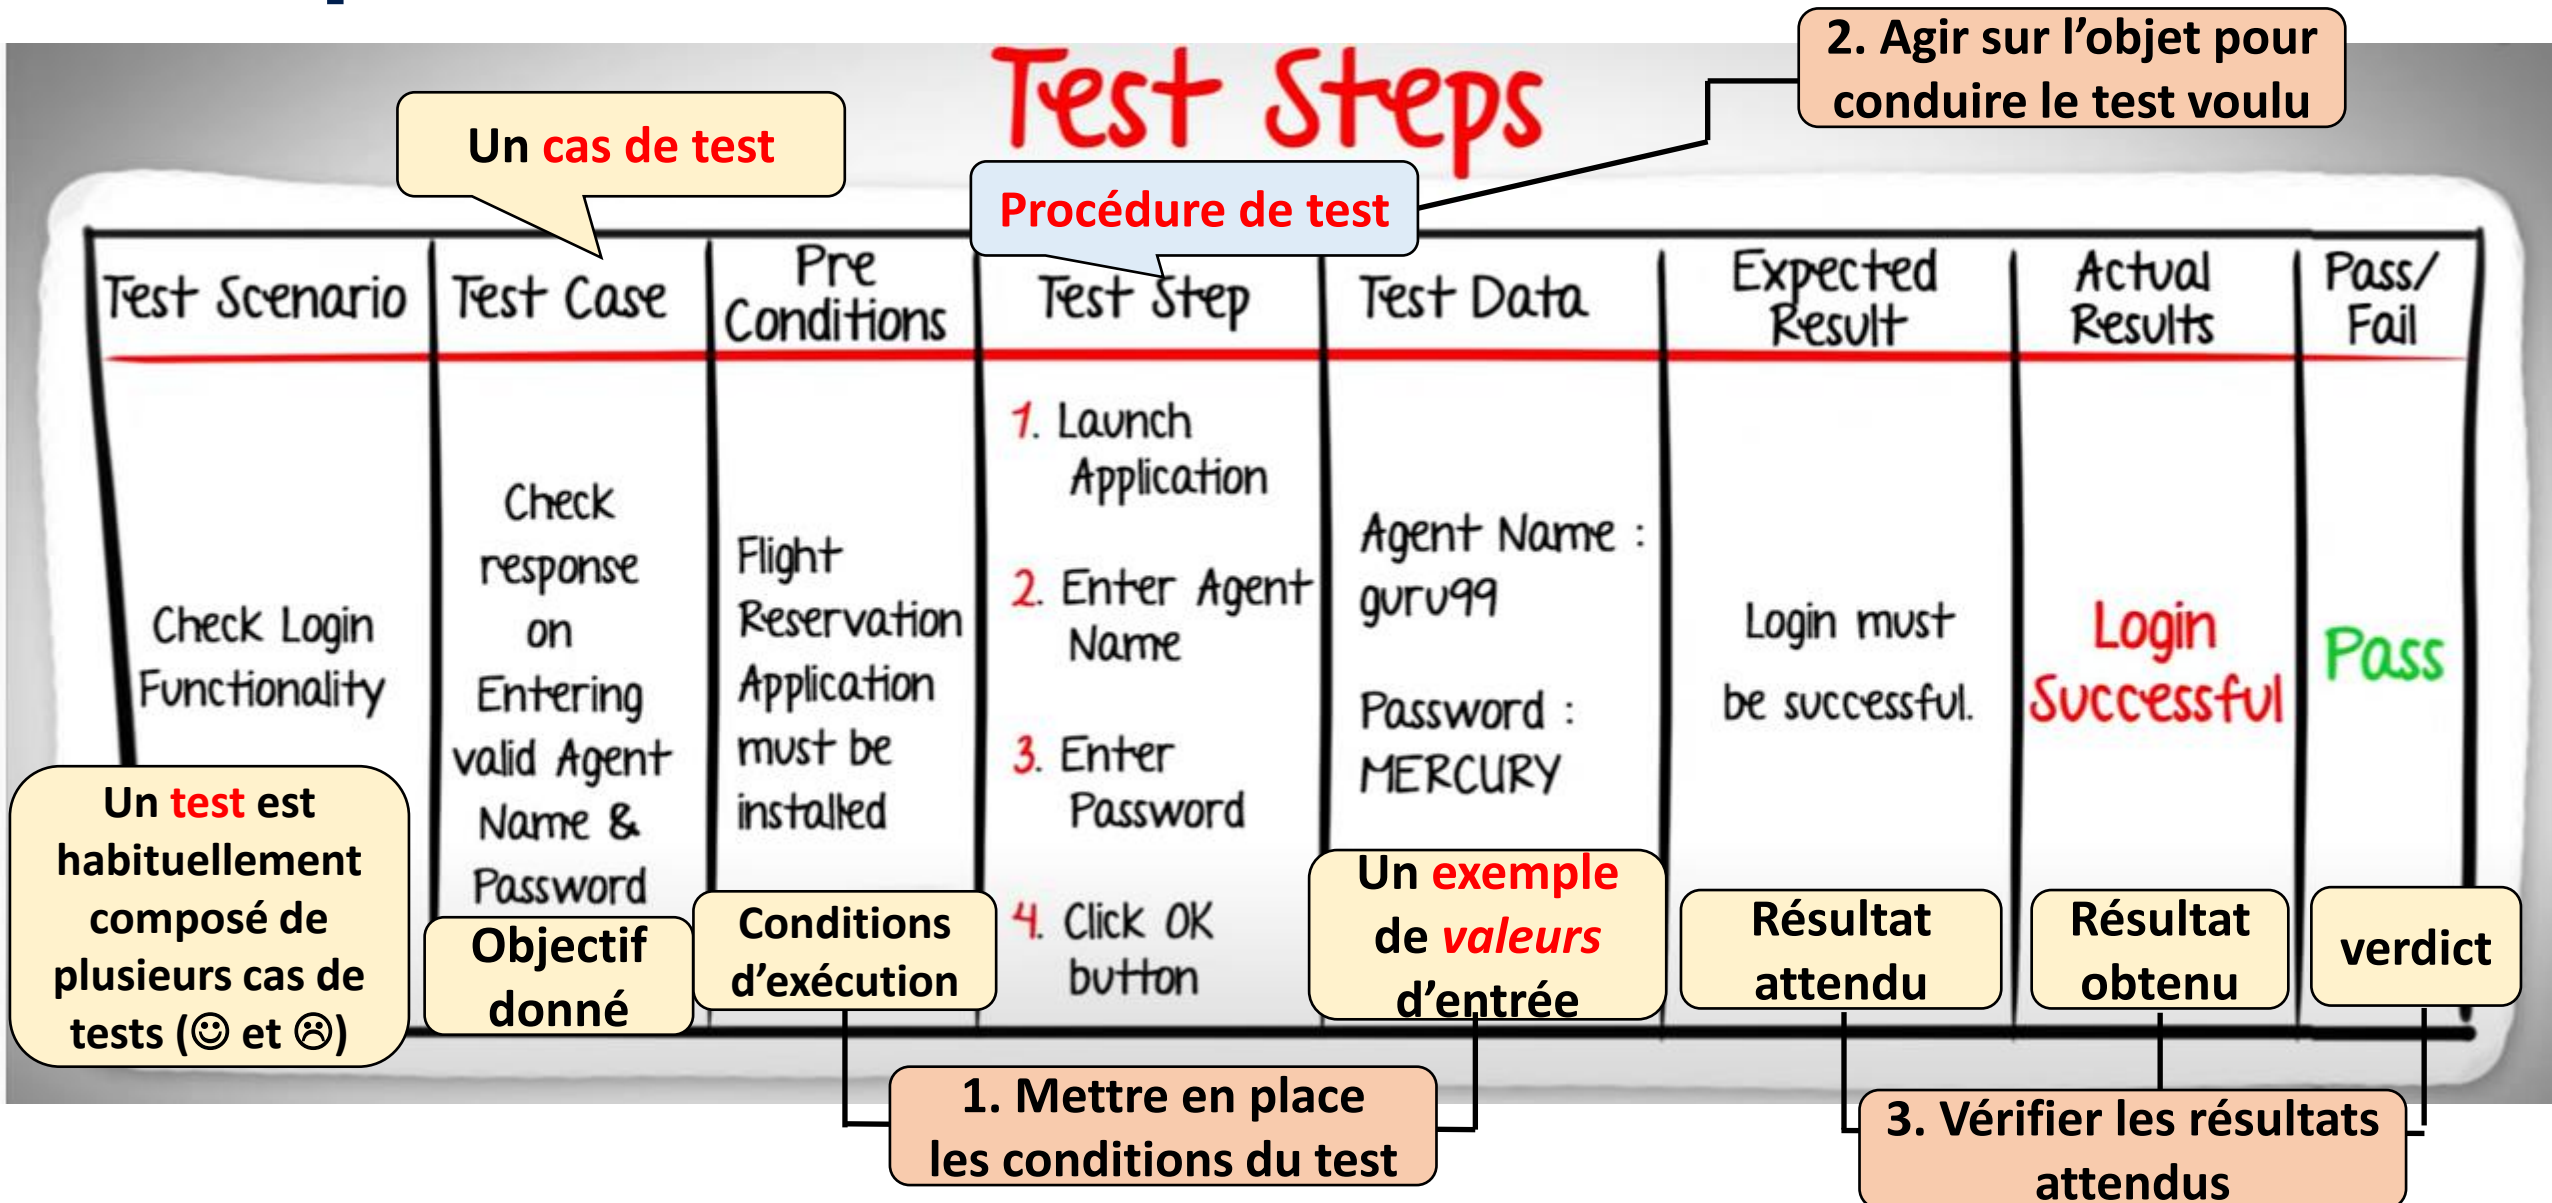 2. Agir sur l’objet pour
conduire le test voulu
Test Steps
Un cas de test
Procédure de test
Test Scenario
Test Case
Pre
Conditions
Test Step
Test Data
Expected
Result
Actual
Results
Pass/
Fail
Check Login
Functionality
Check
response
on
Entering
valid Agent
Name &
Password
Flight
Reservation
Application
must be
installed
1. Launch
Application
2. Enter Agent
Name
3. Enter
Password
4. Click OK
button
Agent Name :
guru99
Password :
MERCURY
Login must
be successful.
Login
Successful
Pass
Un test est
habituellement
composé de
plusieurs cas de
tests (☺ et ☹)
Objectif
donné
Conditions
d’exécution
Un exemple
de valeurs
d’entrée
Résultat
attendu
Résultat
obtenu
verdict
1. Mettre en place
les conditions du test
3. Vérifier les résultats
attendus